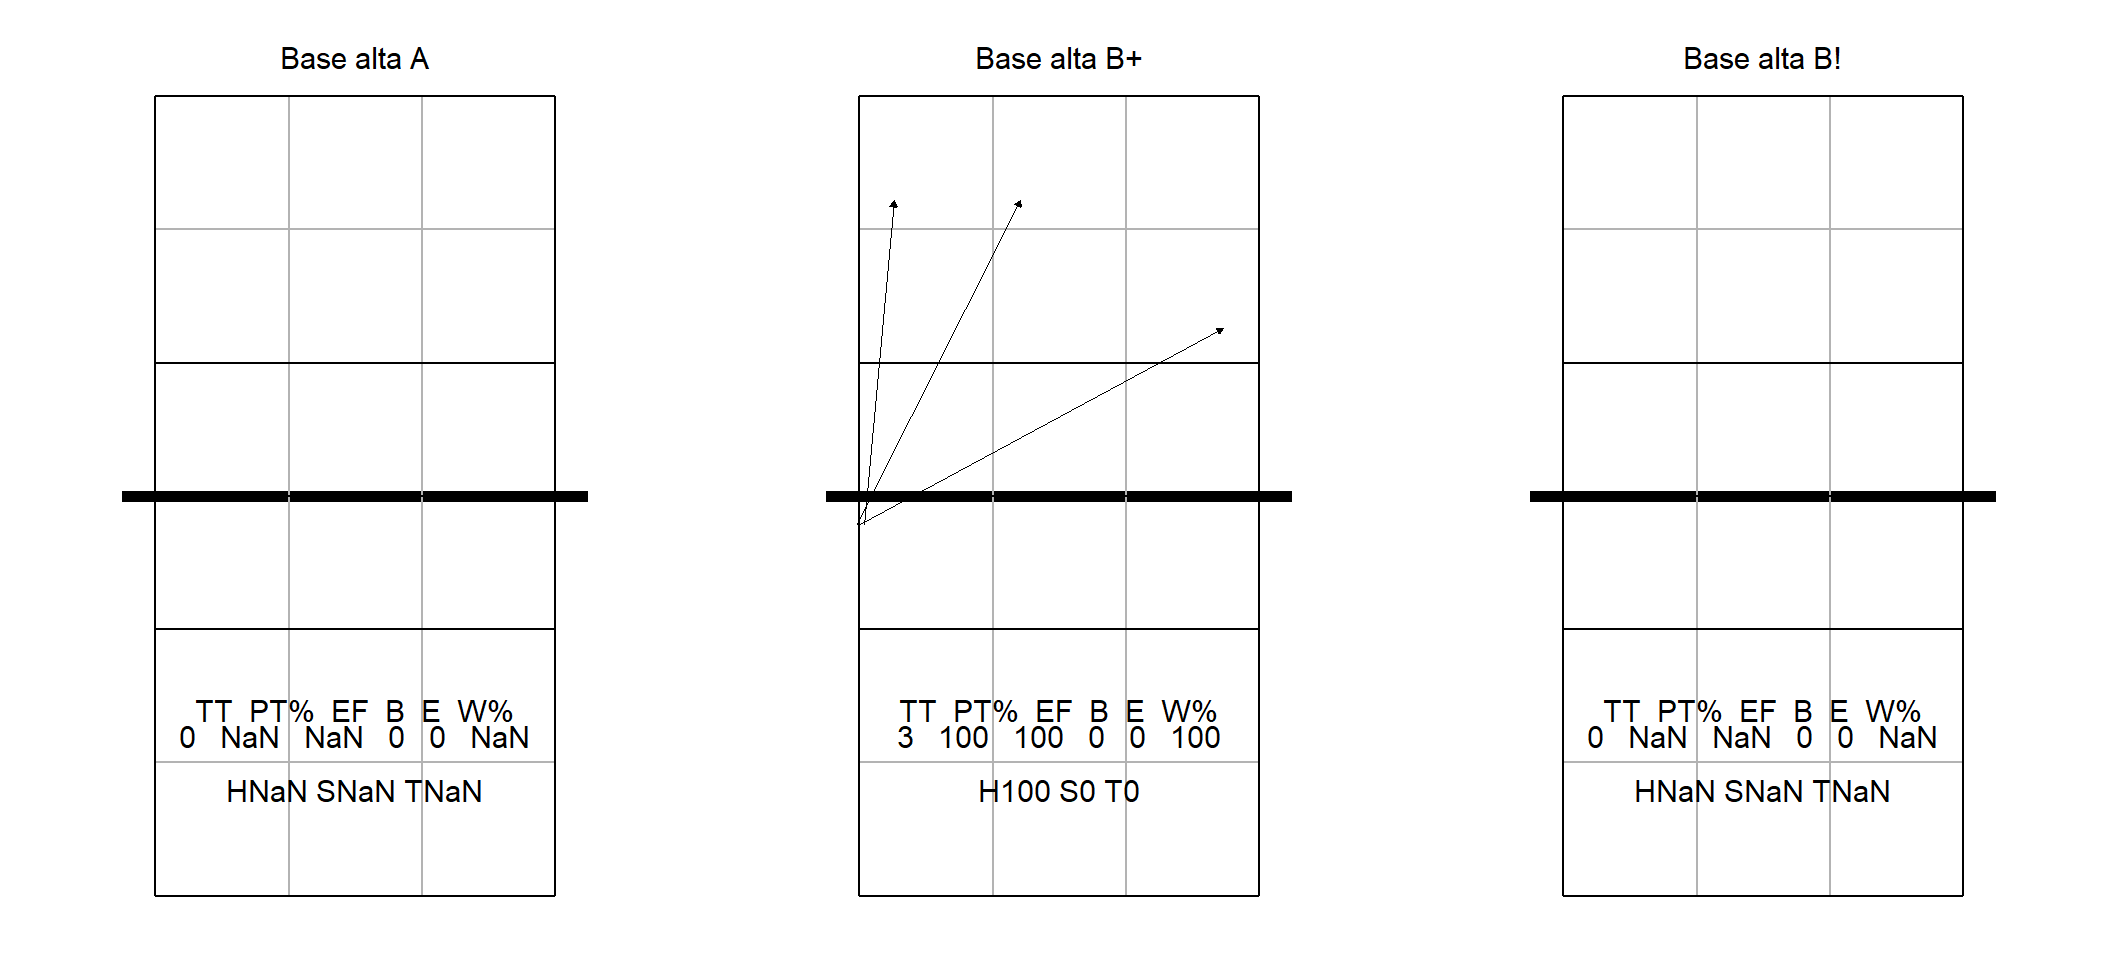 Base alta A
TT PT% EF B E W%
0 NaN NaN 0 0 NaN
HNaN SNaN TNaN
Base alta B+
TT PT% EF B E W%
3 100 100 0 0 100
H100 S0 T0
Base alta B!
TT PT% EF B E W%
0 NaN NaN 0 0 NaN
HNaN SNaN TNaN